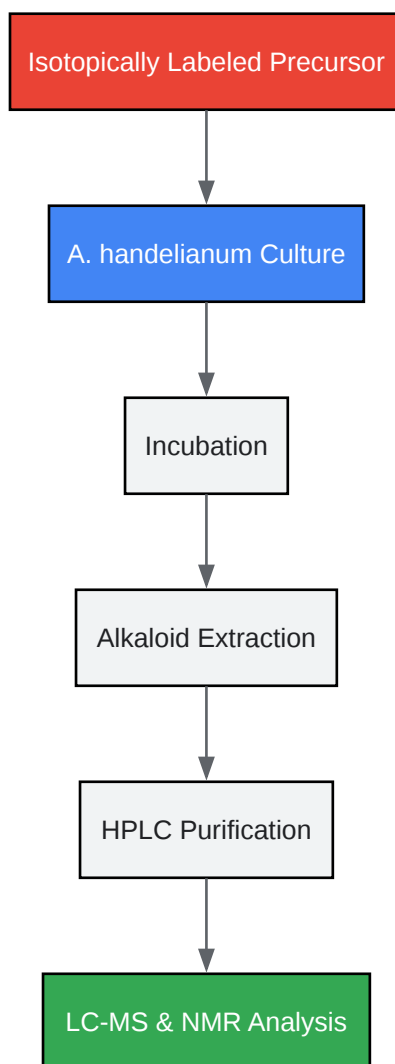 Isotopically Labeled Precursor
A. handelianum Culture
Incubation
Alkaloid Extraction
HPLC Purification
LC-MS & NMR Analysis